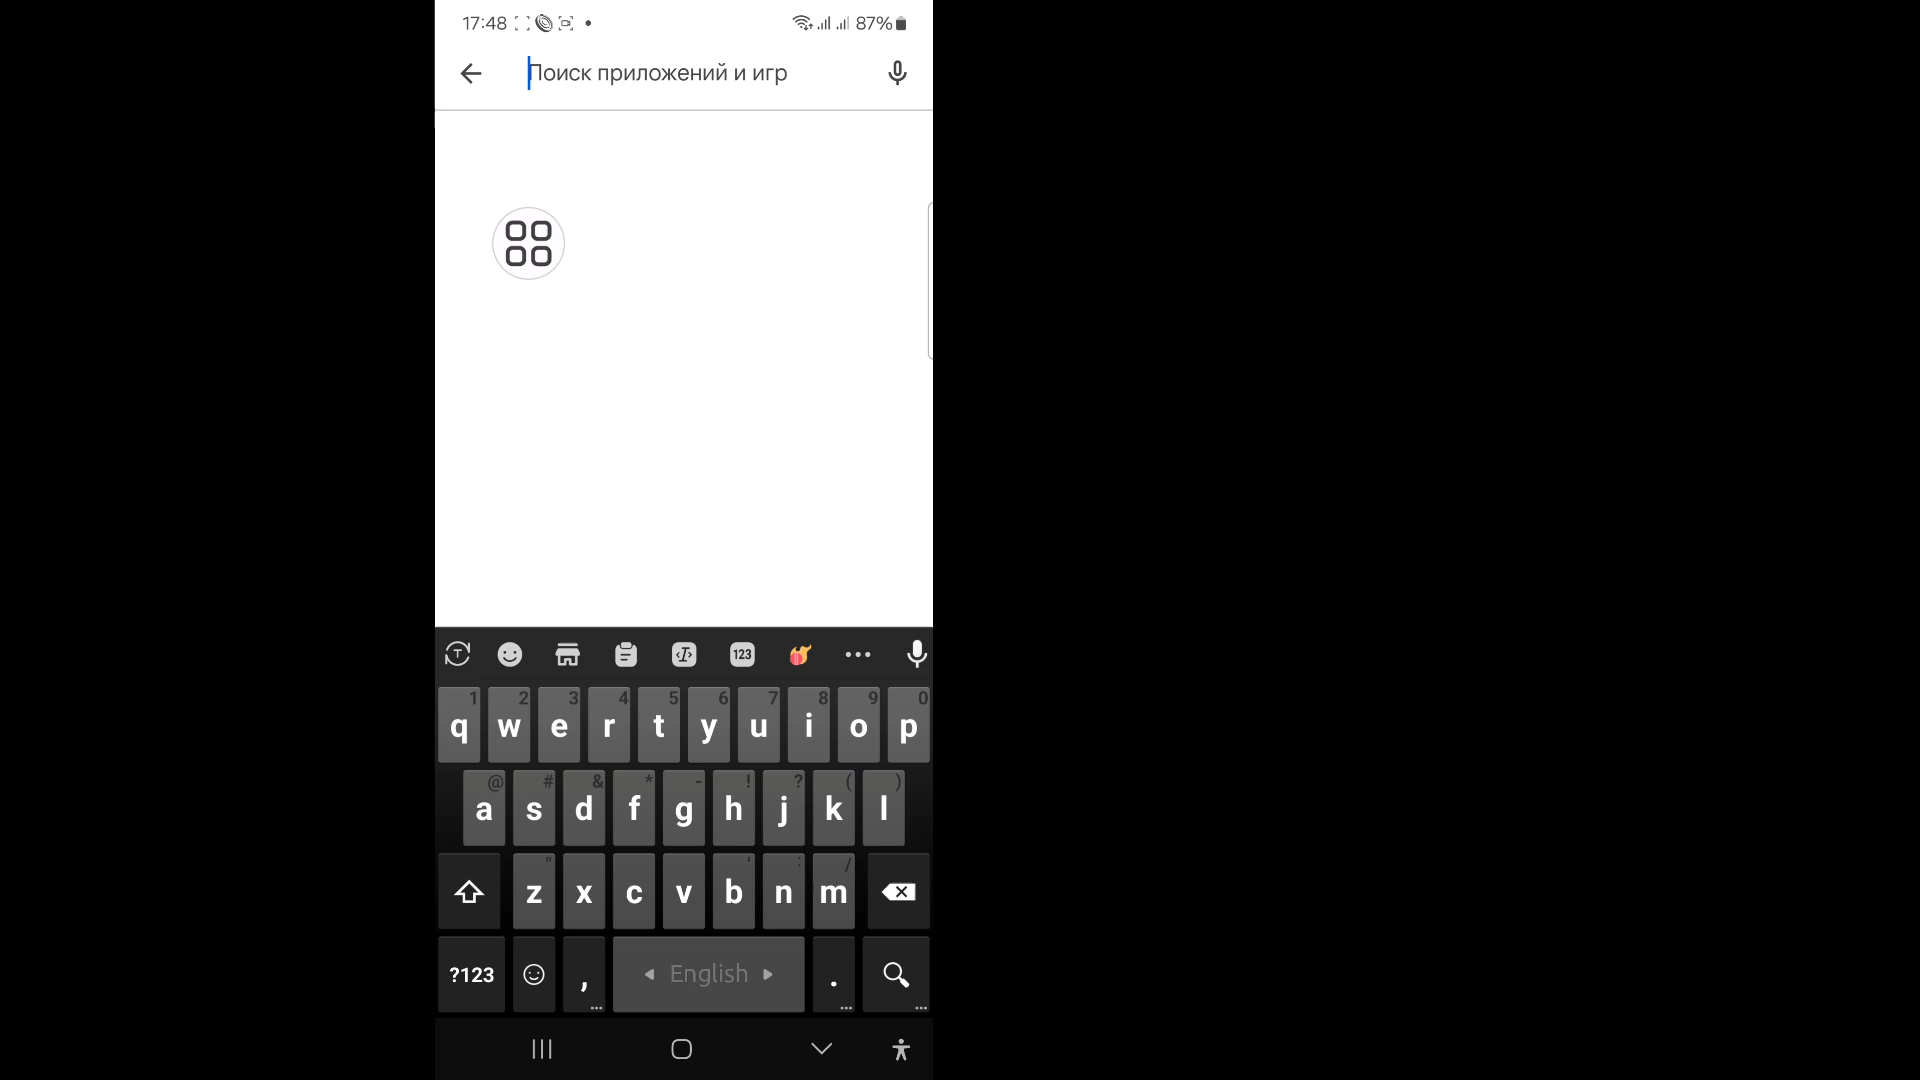 17:48 87%
Поиск приложений и игр
T 123
1 2 3 4 5 6 7 8 9 0
q w e r t y u i o p
@ # & * - ! ? ( )
a s d f g h j k l
" ' : /
z x c v b n m
?123 , English .